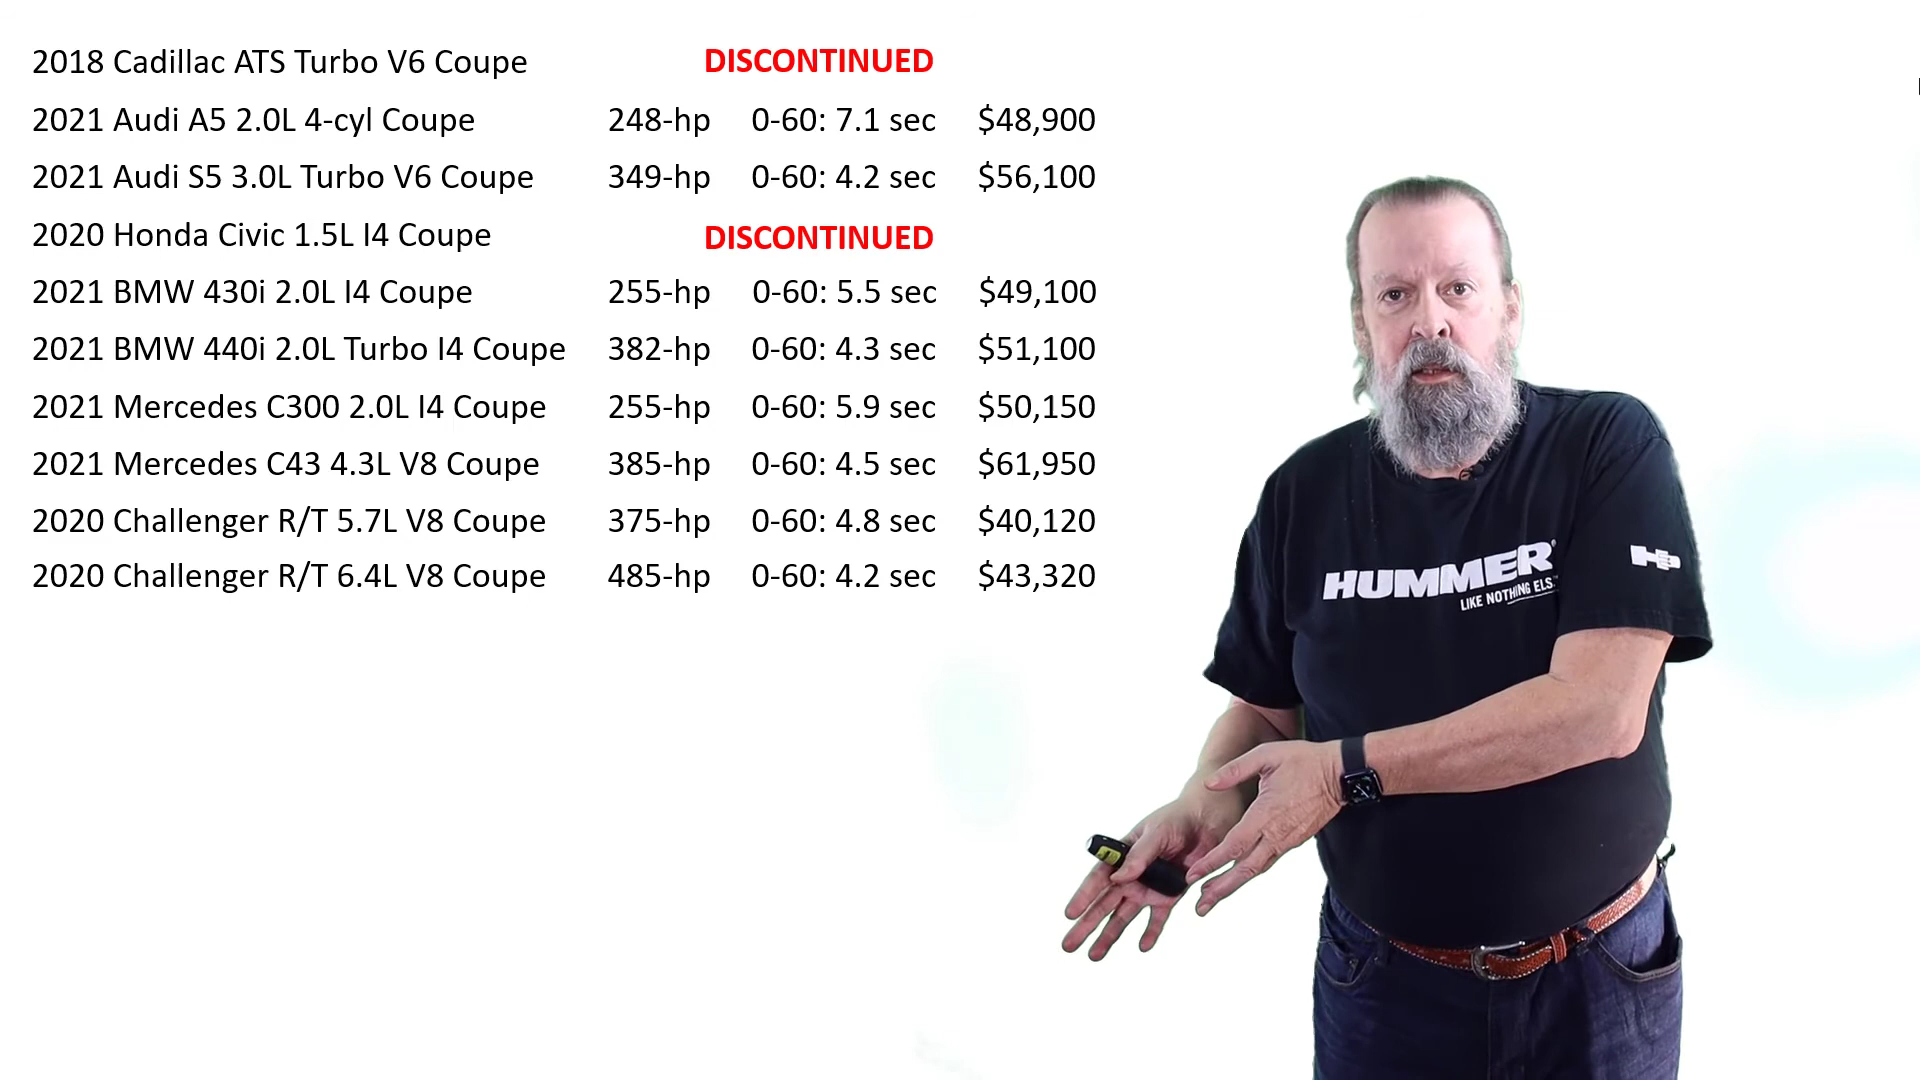 2018 Cadillac ATS Turbo V6 Coupe DISCONTINUED
2021 Audi A5 2.0L 4-cyl Coupe 248-hp 0-60: 7.1 sec $48,900
2021 Audi S5 3.0L Turbo V6 Coupe 349-hp 0-60: 4.2 sec $56,100
2020 Honda Civic 1.5L I4 Coupe DISCONTINUED
2021 BMW 430i 2.0L I4 Coupe 255-hp 0-60: 5.5 sec $49,100
2021 BMW 440i 2.0L Turbo I4 Coupe 382-hp 0-60: 4.3 sec $51,100
2021 Mercedes C300 2.0L I4 Coupe 255-hp 0-60: 5.9 sec $50,150
2021 Mercedes C43 4.3L V8 Coupe 385-hp 0-60: 4.5 sec $61,950
2020 Challenger R/T 5.7L V8 Coupe 375-hp 0-60: 4.8 sec $40,120
2020 Challenger R/T 6.4L V8 Coupe 485-hp 0-60: 4.2 sec $43,320
HUMMER®
LIKE NOTHING ELS.